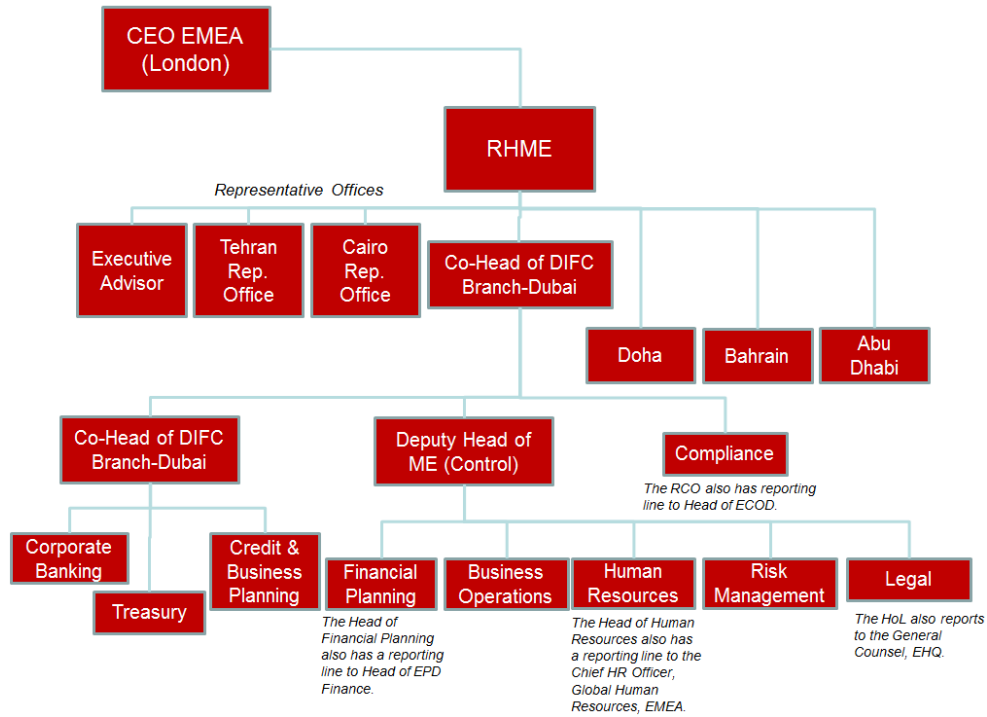 CEO EMEA
(London)
RHME
Representative Offices
Executive
Advisor
Tehran
Rep.
Office
Cairo
Rep.
Office
Co-Head of DIFC
Branch-Dubai
Doha
Bahrain
Abu
Dhabi
Co-Head of DIFC
Branch-Dubai
Deputy Head of
ME (Control)
Compliance
The RCO also has reporting
line to Head of ECOD.
Corporate
Banking
Treasury
Credit &
Business
Planning
Financial
Planning
The Head of
Financial Planning
also has a reporting
line to Head of EPD
Finance.
Business
Operations
Human
Resources
The Head of Human
Resources also has
a reporting line to the
Chief HR Officer,
Global Human
Resources, EMEA.
Risk
Management
Legal
The HoL also reports
to the General
Counsel, EHQ.